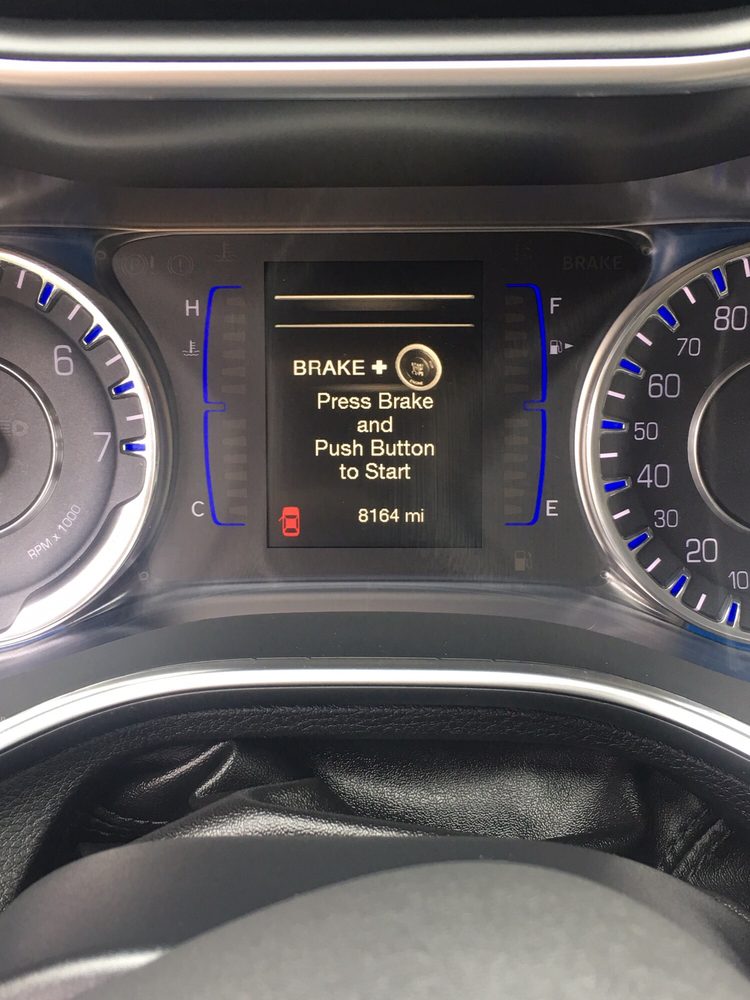 BRAKE
H
F
BRAKE +
Press Brake
and
Push Button
to Start
C
E
8164 mi
6
7
RPM x 1000
80
70
60
50
40
30
20
10